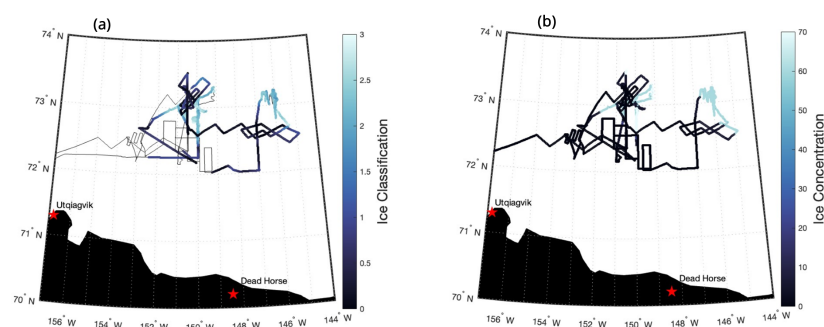 (a)
74° N
73° N
72° N
71° N
70° N
Utqiagvik
Dead Horse
156° W
154° W
152° W
150° W
148° W
146° W
144° W
3
2.5
2
1.5
1
0.5
0
Ice Classification
(b)
74° N
73° N
72° N
71° N
70° N
Utqiagvik
Dead Horse
156° W
154° W
152° W
150° W
148° W
146° W
144° W
70
60
50
40
30
20
10
0
Ice Concentration